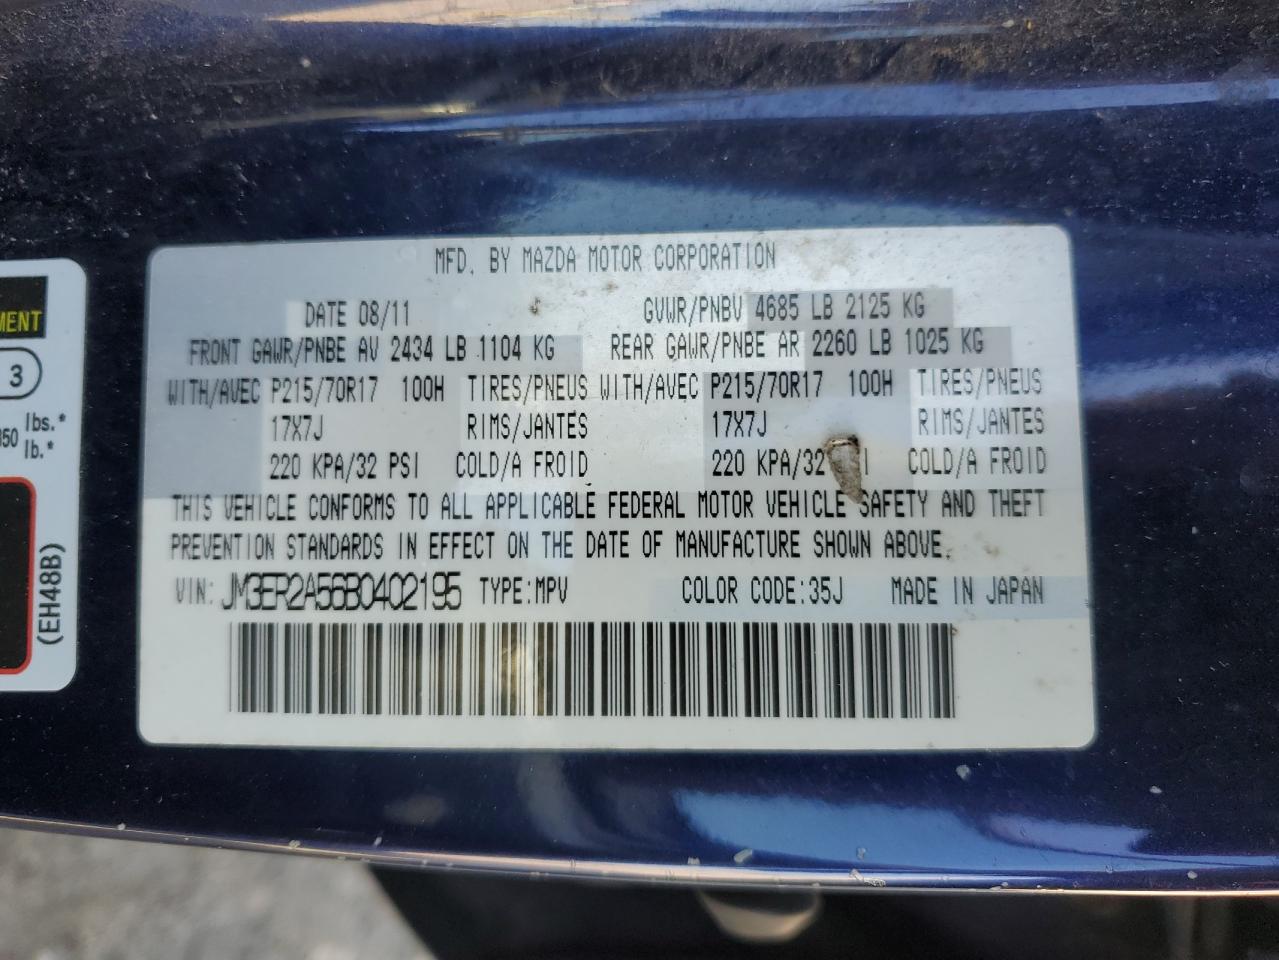 MFD. BY MAZDA MOTOR CORPORATION
DATE 08/11 GVWR/PNBV 4685 LB 2125 KG
FRONT GAWR/PNBE AV 2434 LB 1104 KG REAR GAWR/PNBE AR 2260 LB 1025 KG
WITH/AVEC P215/70R17 100H TIRES/PNEUS WITH/AVEC P215/70R17 100H TIRES/PNEUS
17X7J RIMS/JANTES 17X7J RIMS/JANTES
220 KPA/32 PSI COLD/A FROID 220 KPA/32 COLD/A FROID
THIS VEHICLE CONFORMS TO ALL APPLICABLE FEDERAL MOTOR VEHICLE SAFETY AND THEFT
PREVENTION STANDARDS IN EFFECT ON THE DATE OF MANUFACTURE SHOWN ABOVE.
VIN: JM3ER2A56B0402195 TYPE:MPV COLOR CODE:35J MADE IN JAPAN
3
lbs.*
lb.*
(EH48B)